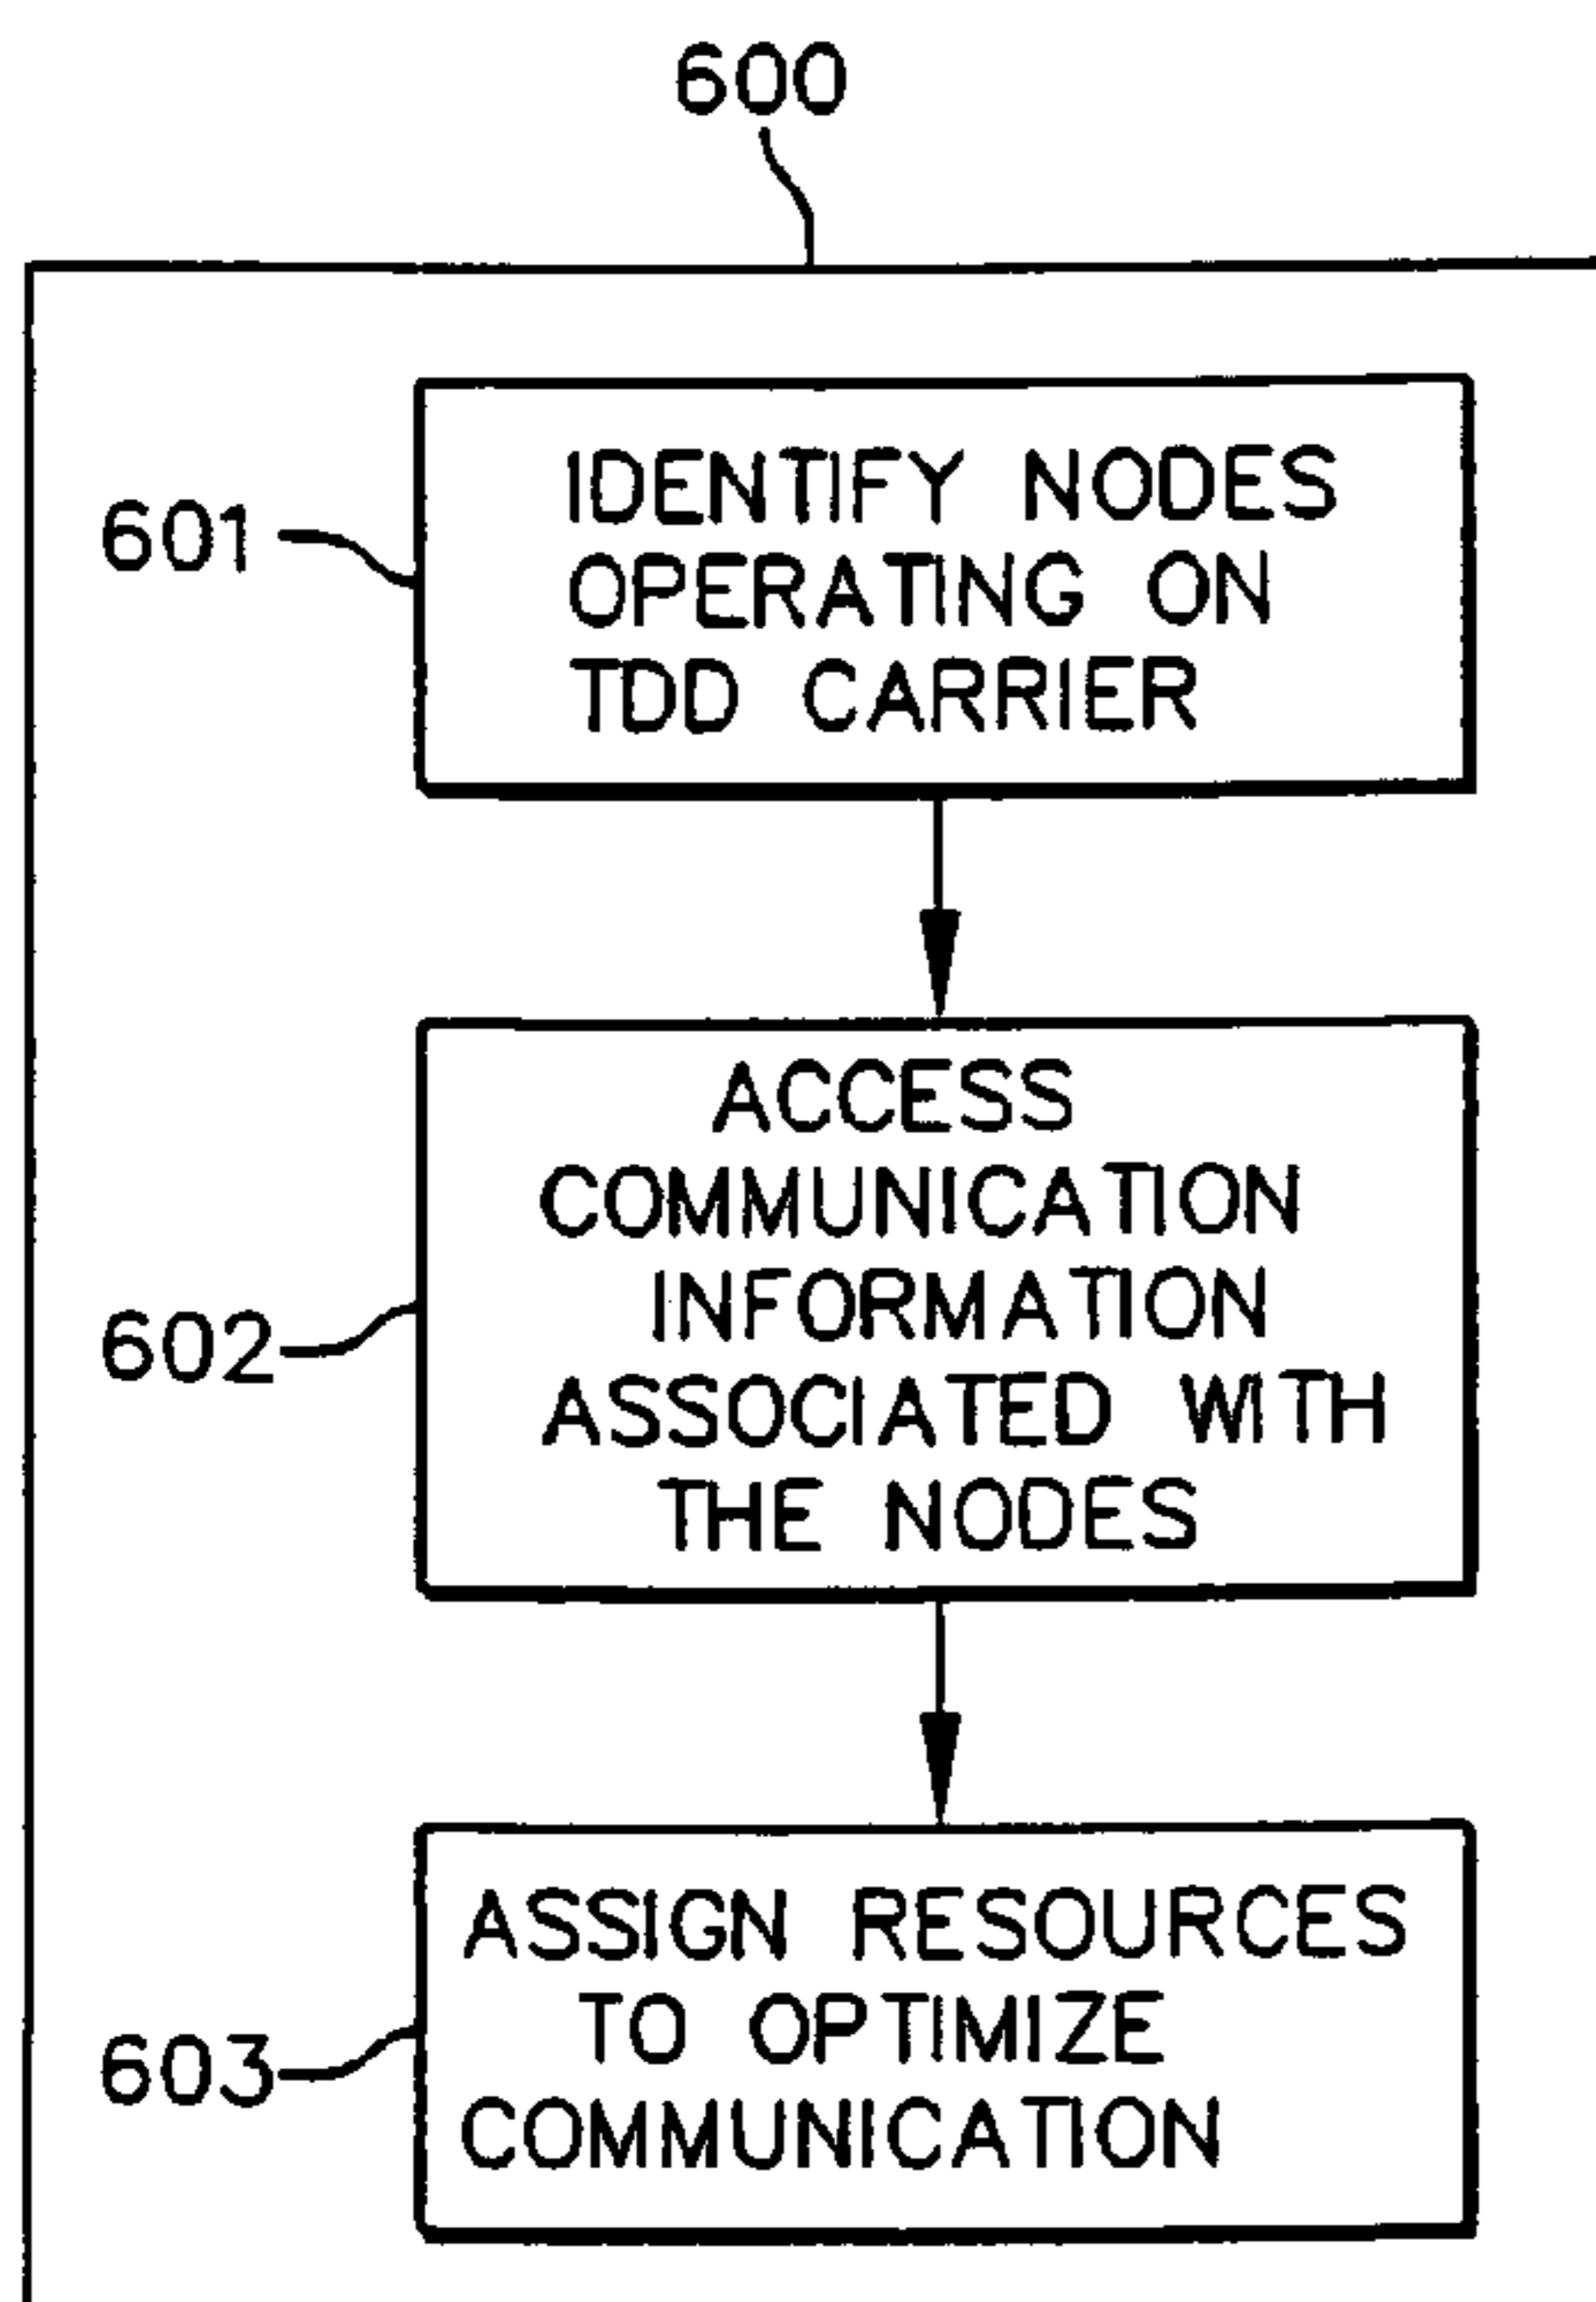 600
601
IDENTIFY NODES
OPERATING ON
TDD CARRIER
602
ACCESS
COMMUNICATION
INFORMATION
ASSOCIATED WITH
THE NODES
603
ASSIGN RESOURCES
TO OPTIMIZE
COMMUNICATION